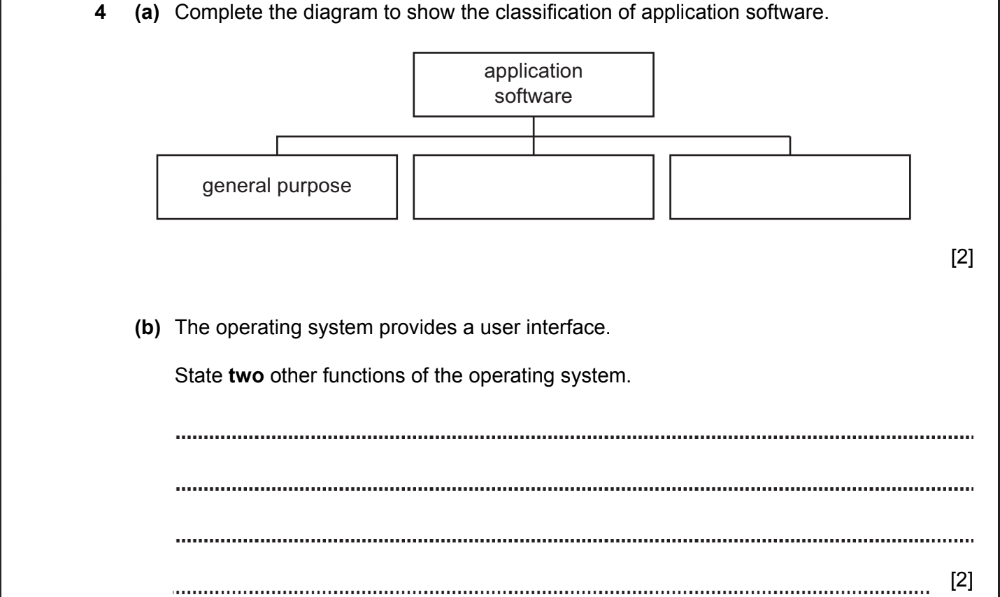 4 (a) Complete the diagram to show the classification of application software.
application
software
general purpose
[2]
(b) The operating system provides a user interface.
State two other functions of the operating system.
[2]